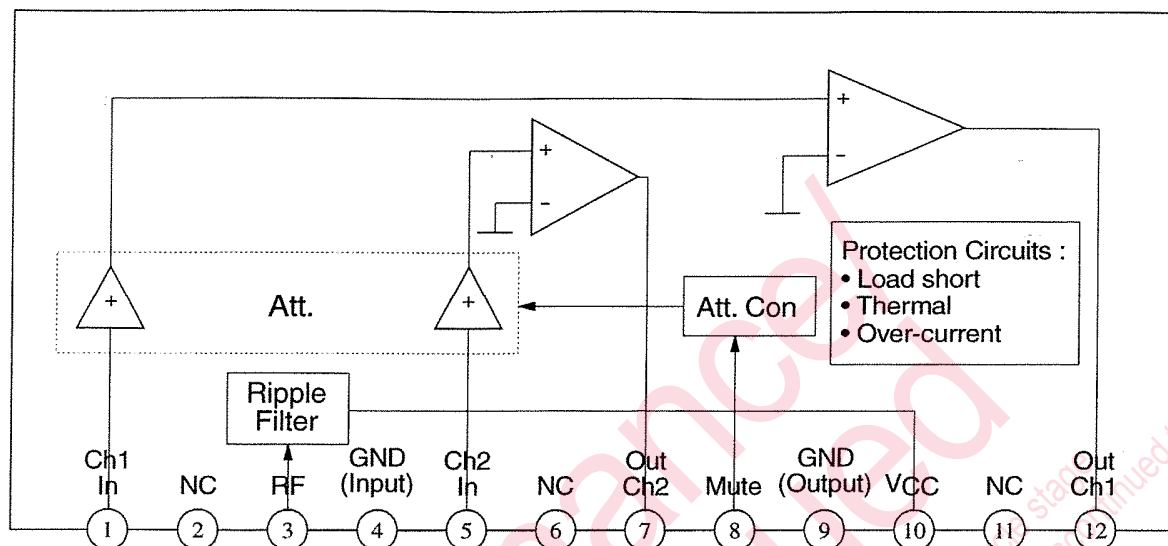 +
+
-
-
Protection Circuits :
• Load short
• Thermal
• Over-current
+
Att.
+
Att. Con
Ripple
Filter
Ch1
In
NC
RF
GND
(Input)
Ch2
In
NC
Out
Ch2
Mute
GND
(Output)
VCC
NC
Out
Ch1
1
2
3
4
5
6
7
8
9
10
11
12